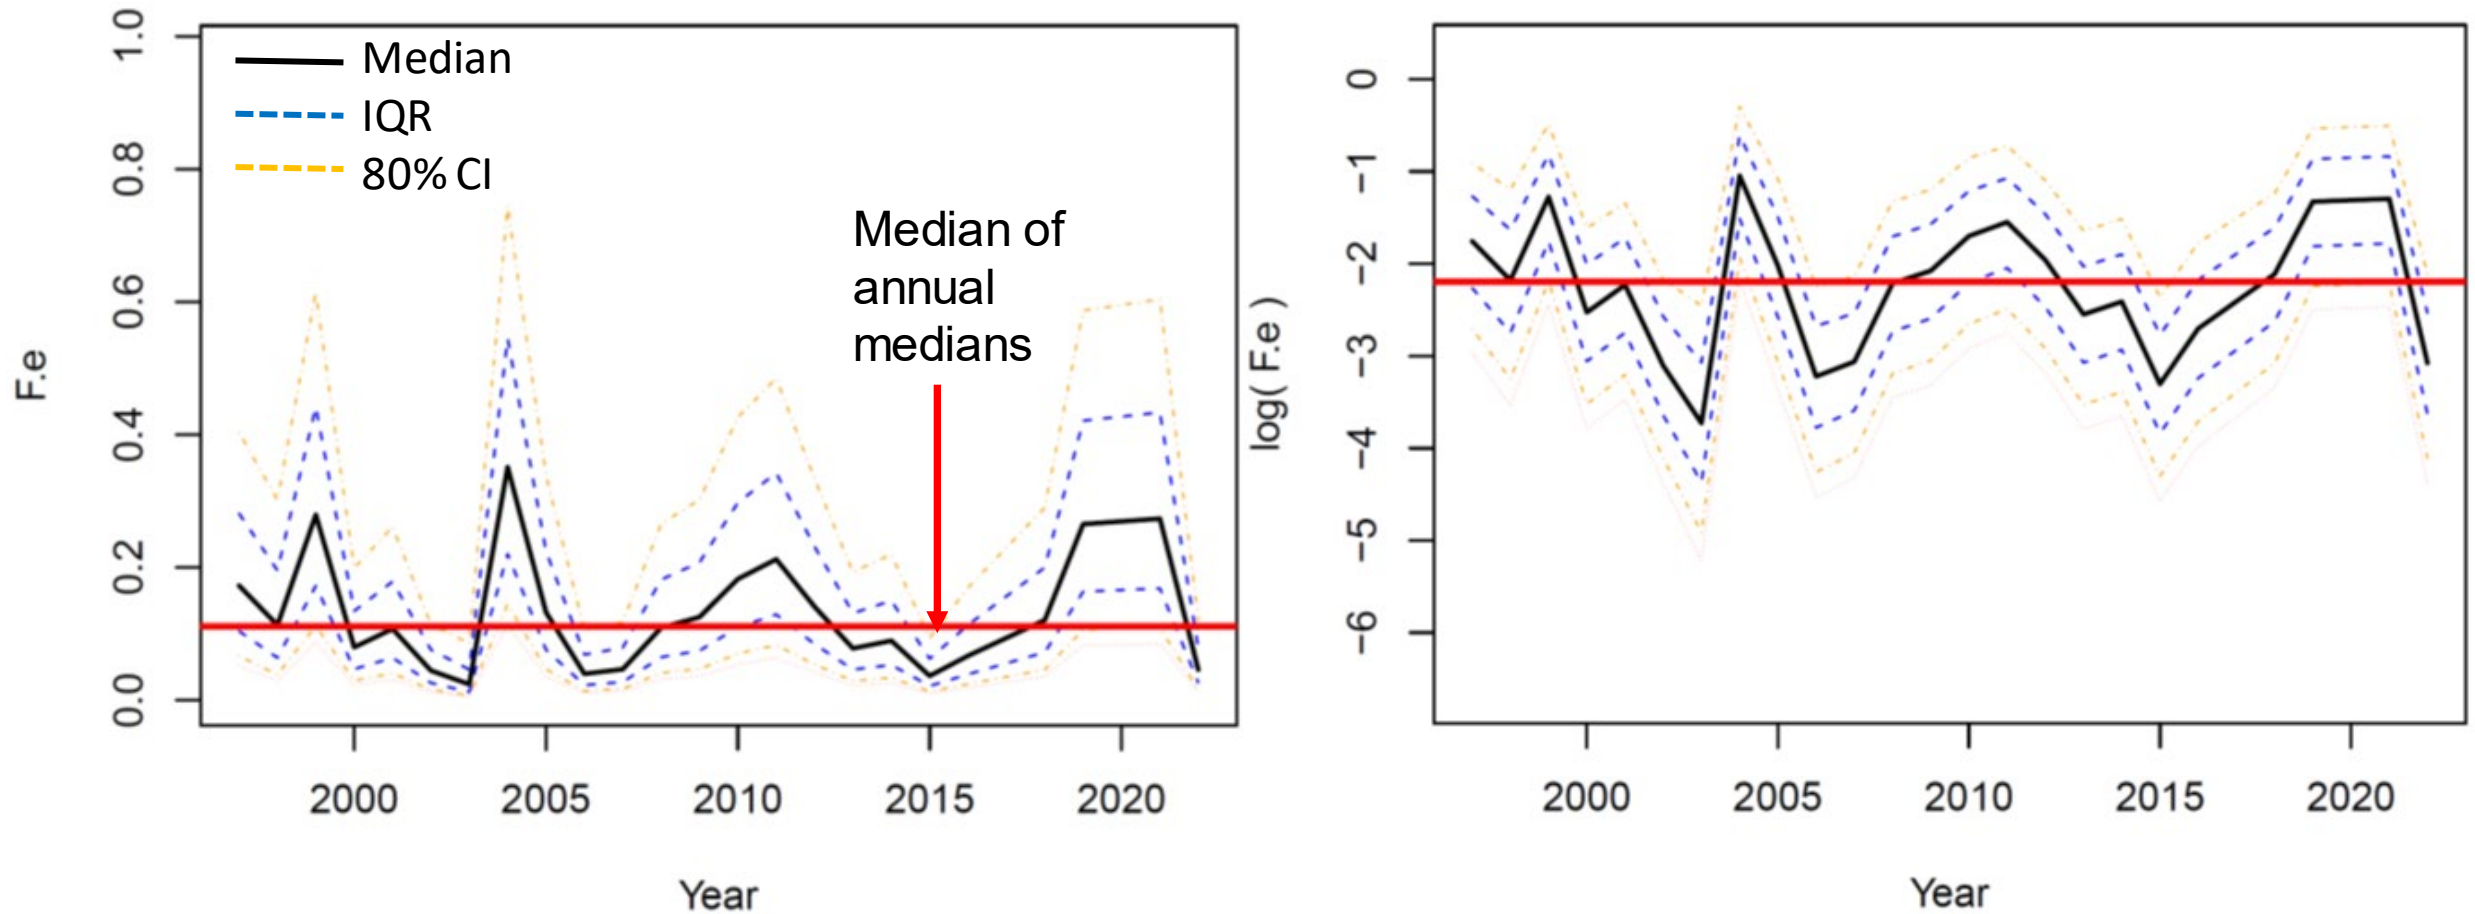 1.0
0.8
0.6
0.4
0.2
0.0
F.e
Median
IQR
80% CI
Median of
annual
medians
2000 2005 2010 2015 2020
Year
0
−1
−2
−3
−4
−5
−6
log( F.e )
2000 2005 2010 2015 2020
Year